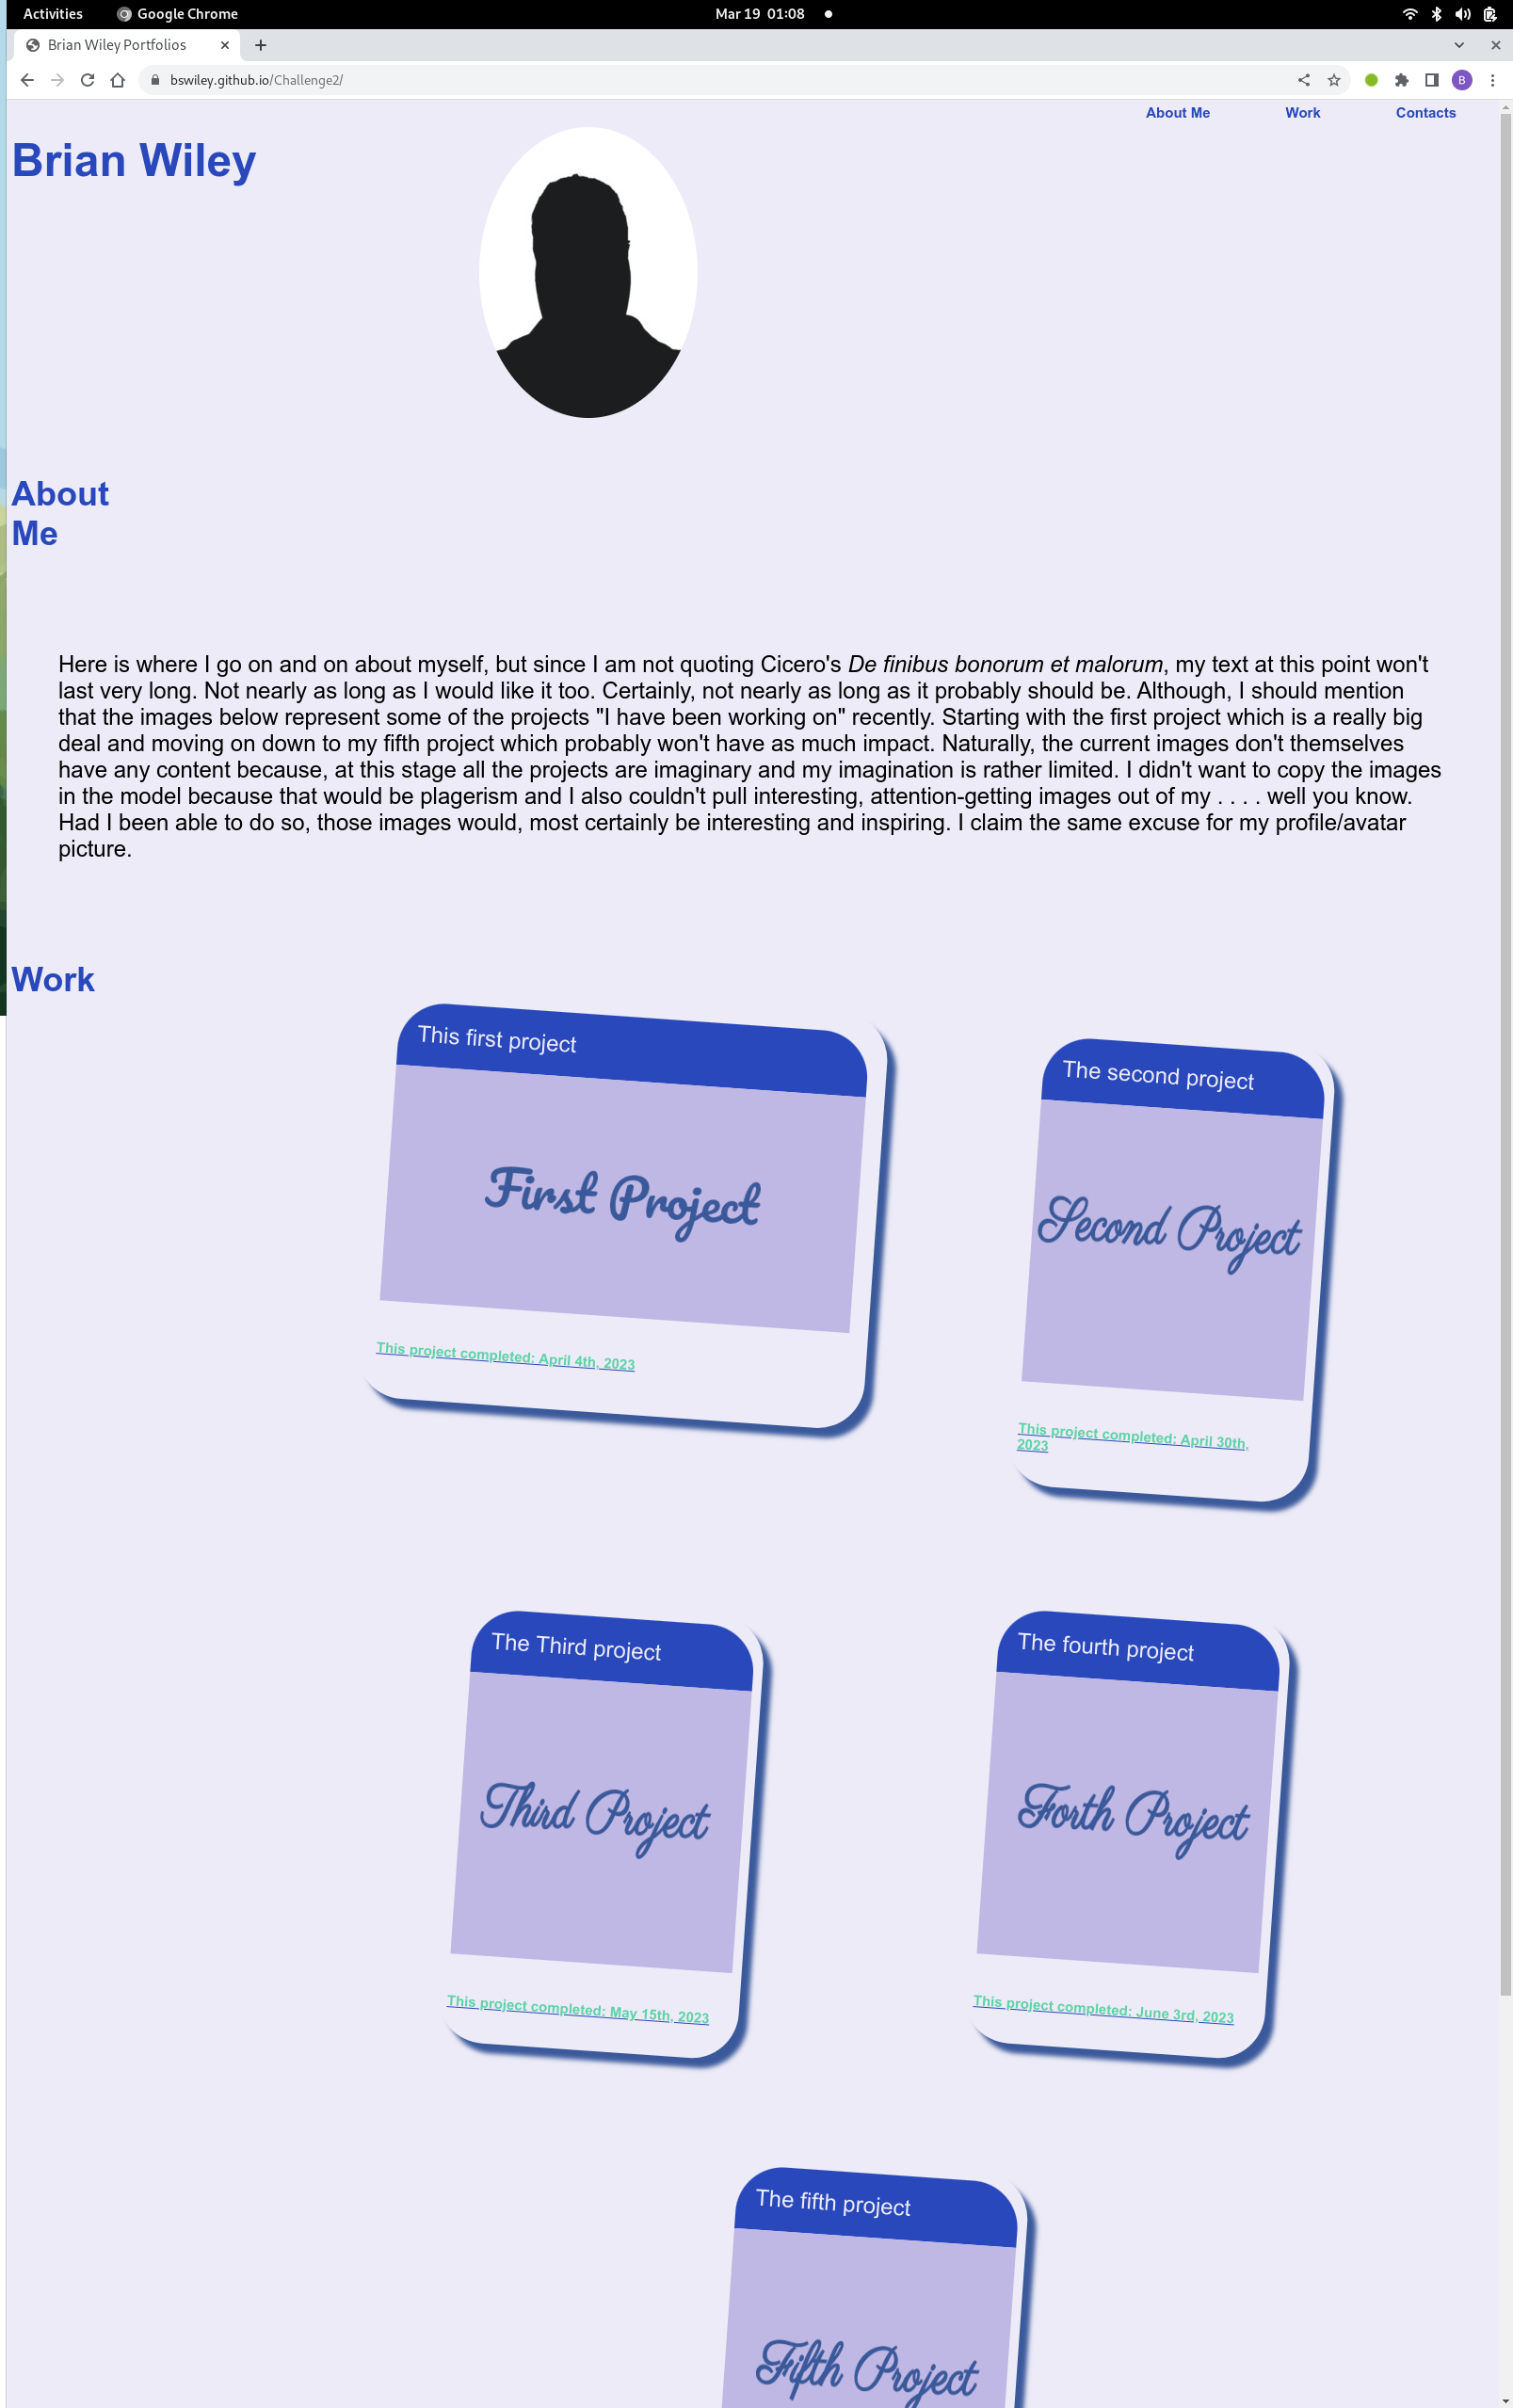 Activities Google Chrome Mar 19 01:08
Brian Wiley Portfolios
bswiley.github.io/Challenge2/
B
About Me Work Contacts
Brian Wiley
About
Me
Here is where I go on and on about myself, but since I am not quoting Cicero's De finibus bonorum et malorum, my text at this point won't
last very long. Not nearly as long as I would like it too. Certainly, not nearly as long as it probably should be. Although, I should mention
that the images below represent some of the projects "I have been working on" recently. Starting with the first project which is a really big
deal and moving on down to my fifth project which probably won't have as much impact. Naturally, the current images don't themselves
have any content because, at this stage all the projects are imaginary and my imagination is rather limited. I didn't want to copy the images
in the model because that would be plagerism and I also couldn't pull interesting, attention-getting images out of my . . . . well you know.
Had I been able to do so, those images would, most certainly be interesting and inspiring. I claim the same excuse for my profile/avatar
picture.
Work
This first project
First Project
This project completed: April 4th, 2023
The second project
Second Project
This project completed: April 30th,
2023
The Third project
Third Project
This project completed: May 15th, 2023
The fourth project
Forth Project
This project completed: June 3rd, 2023
The fifth project
Fifth Project